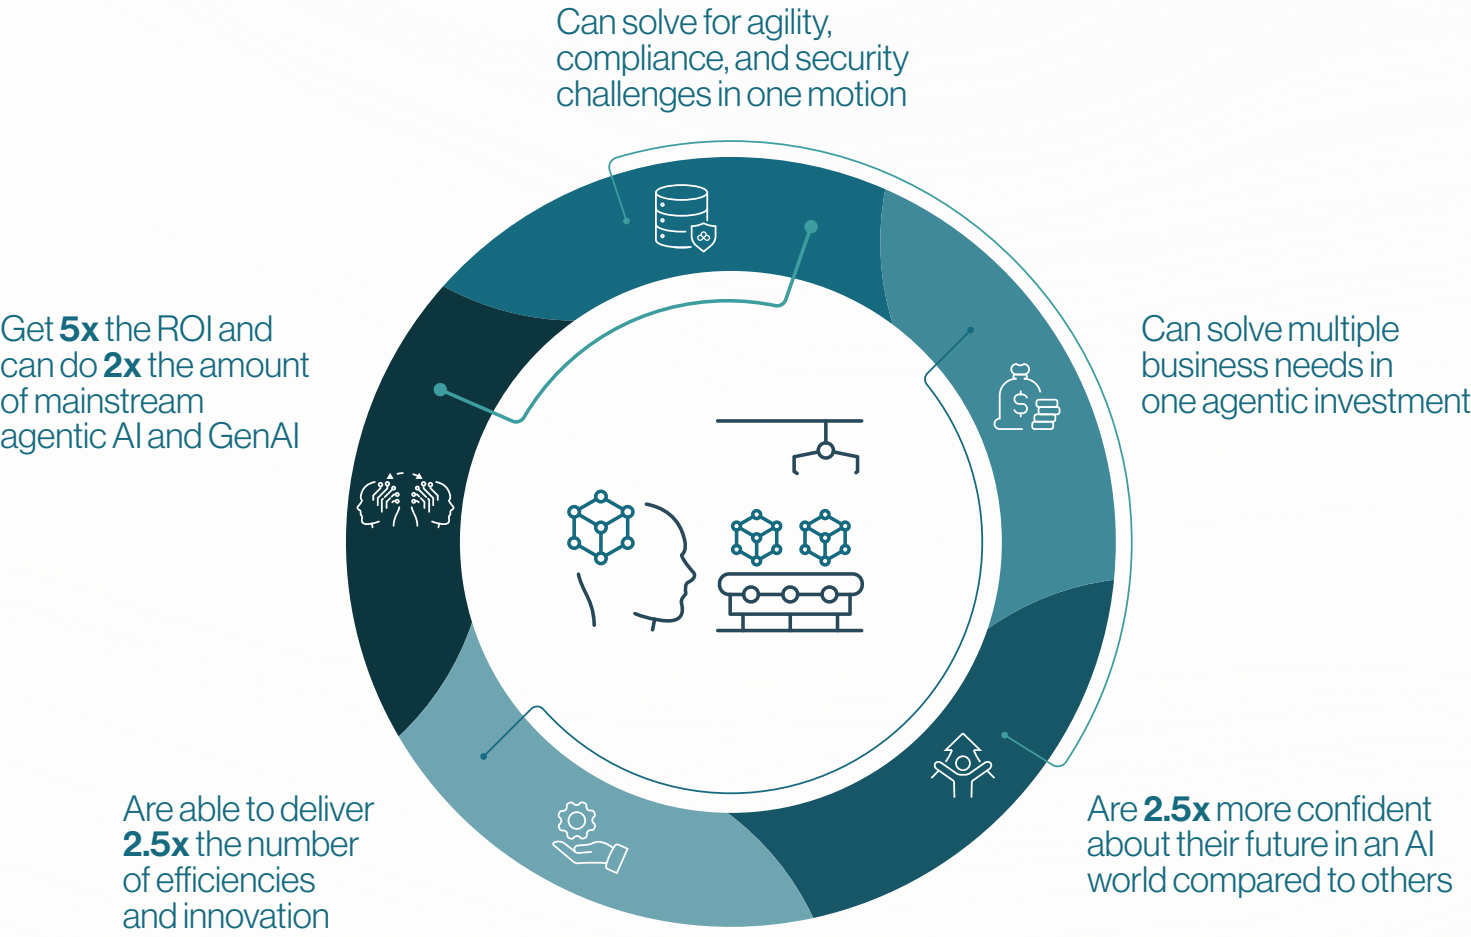 Can solve for agility,
compliance, and security
challenges in one motion
Get 5x the ROI and
can do 2x the amount
of mainstream
agentic AI and GenAI
Can solve multiple
business needs in
one agentic investment
$
Are able to deliver
2.5x the number
of efficiencies
and innovation
Are 2.5x more confident
about their future in an AI
world compared to others